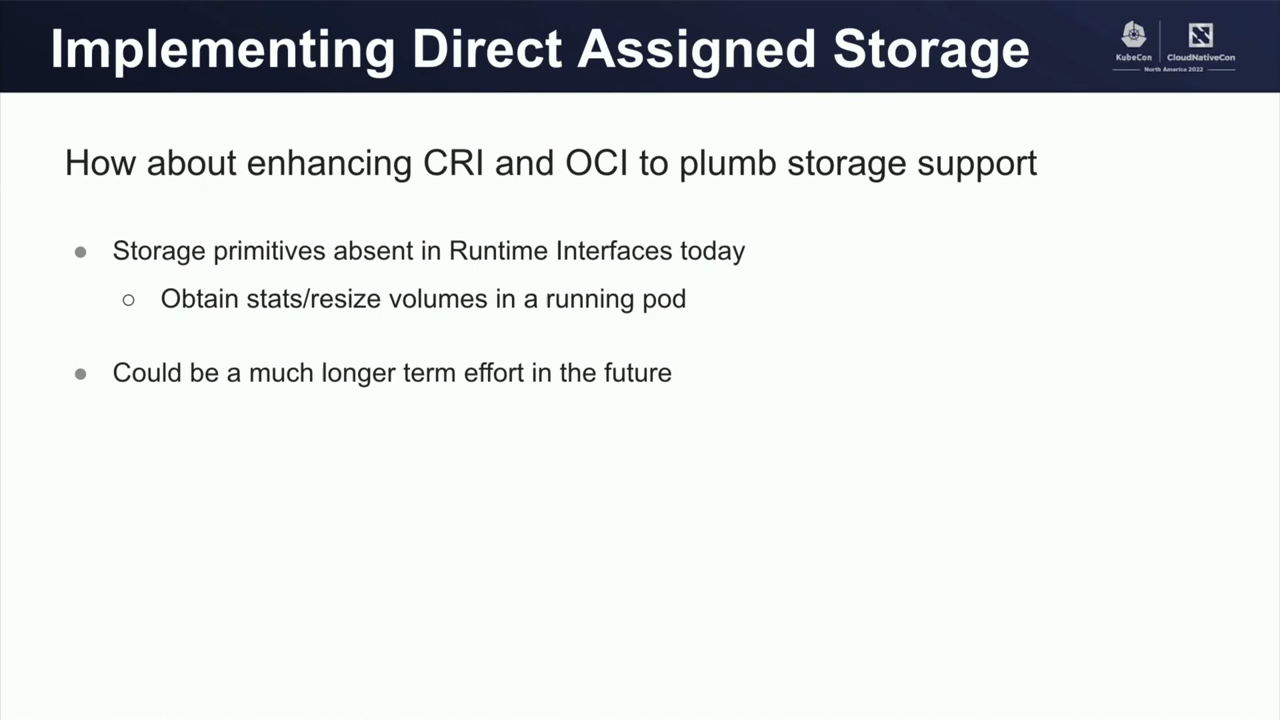 Implementing Direct Assigned Storage
KubeCon
CloudNativeCon
North America 2022
How about enhancing CRI and OCI to plumb storage support
● Storage primitives absent in Runtime Interfaces today
○ Obtain stats/resize volumes in a running pod
● Could be a much longer term effort in the future